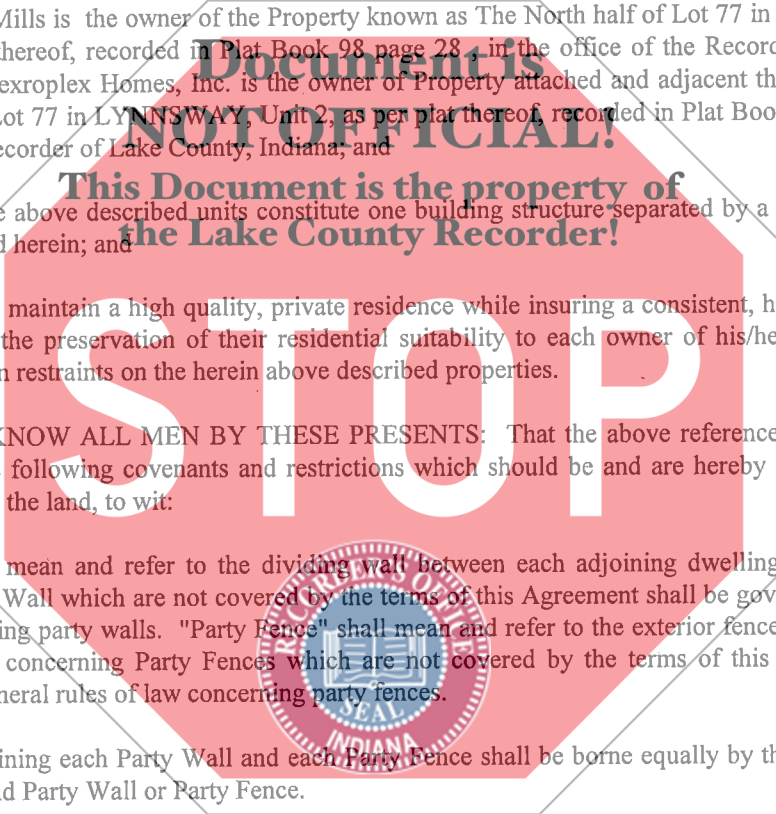 Mills is the owner of the Property known as The North half of Lot 77 in
thereof, recorded in Plat Book 98 page 28 , in the office of the Record
exroplex Homes, Inc. is the owner of Property attached and adjacent th
Lot 77 in LYNNSWAY, Unit 2, as per plat thereof, recorded in Plat Boo
ecorder of Lake County, Indiana; and
Document is
NOT OFFICIAL!
This Document is the property of
the Lake County Recorder!
e above described units constitute one building structure separated by a
d herein; and
maintain a high quality, private residence while insuring a consistent, h
the preservation of their residential suitability to each owner of his/he
n restraints on the herein above described properties.
STOP
KNOW ALL MEN BY THESE PRESENTS: That the above reference
following covenants and restrictions which should be and are hereby
the land, to wit:
mean and refer to the dividing wall between each adjoining dwelling
Wall which are not covered by the terms of this Agreement shall be gov
ing party walls. "Party Fence" shall mean and refer to the exterior fence
concerning Party Fences which are not covered by the terms of this
neral rules of law concerning party fences.
RECORDER'S OFFICE
SEAL
INDIANA
ining each Party Wall and each Party Fence shall be borne equally by th
d Party Wall or Party Fence.